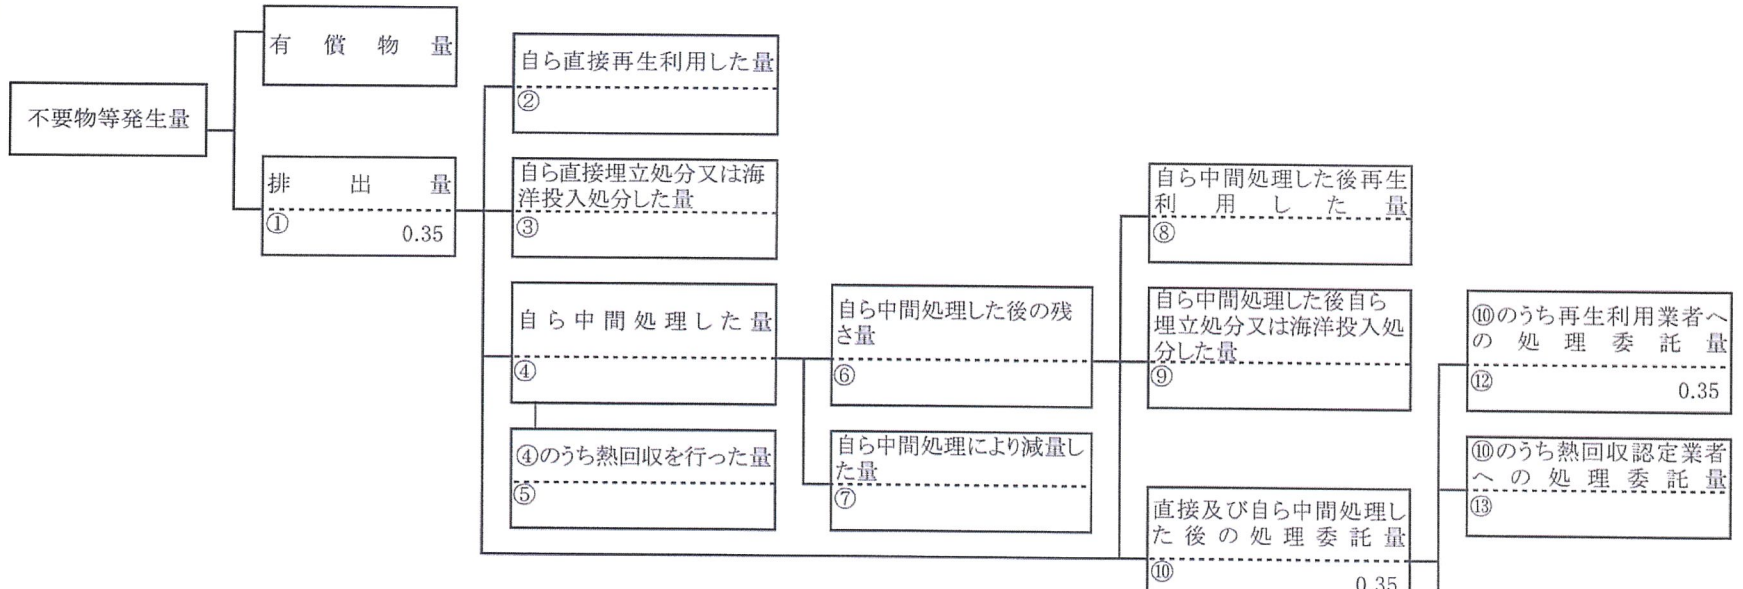 有償物量
不要物等発生量
排出量
①
0.35
自ら直接再生利用した量
②
自ら直接埋立処分又は海
洋投入処分した量
③
自ら中間処理した量
④
④のうち熱回収を行った量
⑤
自ら中間処理した後の残
さ量
⑥
自ら中間処理により減量し
た量
⑦
自ら中間処理した後再生
利用した量
⑧
自ら中間処理した後自ら
埋立処分又は海洋投入処
分した量
⑨
直接及び自ら中間処理し
た後の処理委託量
⑩
0.35
⑩のうち再生利用業者へ
の処理委託量
⑫
0.35
⑩のうち熱回収認定業者
への処理委託量
⑬